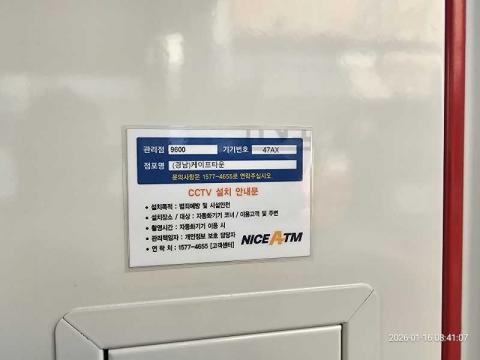 관리점 9600 기기번호 47AX
점포명 (경남)케이프타운
문의사항은 1577-4655로 연락주십시오
CCTV 설치 안내문
• 설치목적 : 범죄예방 및 시설안전
• 설치장소 / 대상 : 자동화기기 코너 / 이용고객 및 주변
• 촬영시간 : 자동화기기 이용 시
• 관리책임자 : 개인정보 보호 담당자
• 연 락 처 : 1577-4655 [고객센터]
NICE ATM
2026-01-16 08:41:07